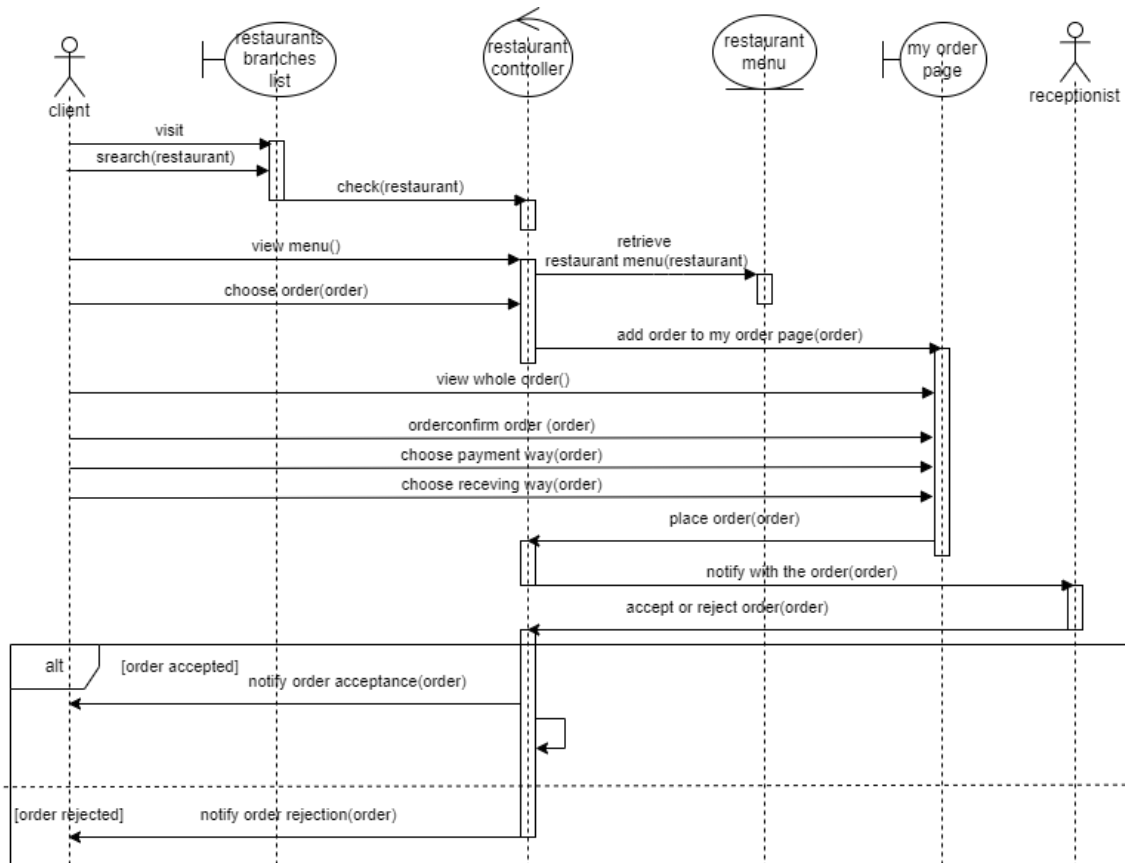 restaurants
branches
list
restaurant
controller
restaurant
menu
my order
page
client
receptionist
visit
srearch(restaurant)
check(restaurant)
view menu()
retrieve
restaurant menu(restaurant)
choose order(order)
add order to my order page(order)
view whole order()
orderconfirm order (order)
choose payment way(order)
choose receving way(order)
place order(order)
notify with the order(order)
accept or reject order(order)
alt
[order accepted]
notify order acceptance(order)
[order rejected]
notify order rejection(order)